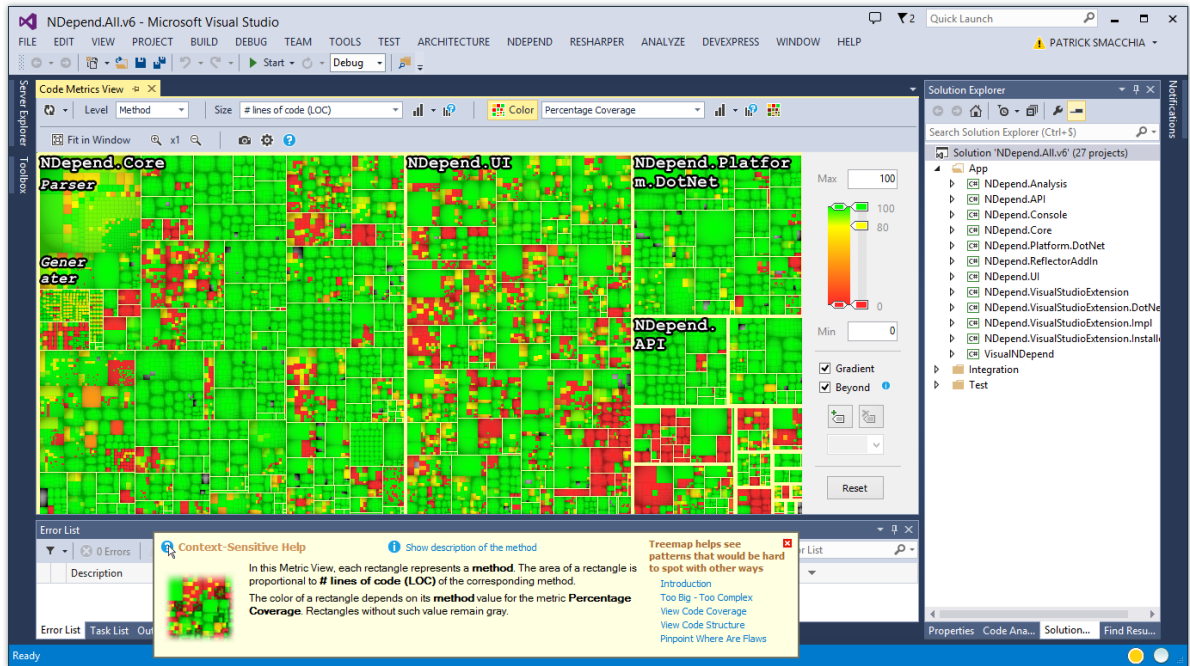 NDepend.All.v6 - Microsoft Visual Studio
2
Quick Launch
FILE EDIT VIEW PROJECT BUILD DEBUG TEAM TOOLS TEST ARCHITECTURE NDEPEND RESHARPER ANALYZE DEVEXPRESS WINDOW HELP
PATRICK SMACCHIA
Start
Debug
Server Explorer
Toolbox
Code Metrics View
Level Method
Size # lines of code (LOC)
Color Percentage Coverage
Fit in Window
x1
NDepend.Core
Parser
Gener
ater
NDepend.UI
NDepend.Platfor
m.DotNet
NDepend.
API
Max 100
100
80
0
Min 0
Gradient
Beyond
Reset
Solution Explorer
Notifications
Search Solution Explorer (Ctrl+$)
Solution 'NDepend.All.v6' (27 projects)
App
C# NDepend.Analysis
C# NDepend.API
C# NDepend.Console
C# NDepend.Core
C# NDepend.Platform.DotNet
C# NDepend.ReflectorAddIn
C# NDepend.UI
C# NDepend.VisualStudioExtension
C# NDepend.VisualStudioExtension.DotNe
C# NDepend.VisualStudioExtension.Impl
C# NDepend.VisualStudioExtension.Install
C# VisualNDepend
Integration
Test
Error List
0 Errors
Description
Context-Sensitive Help
Show description of the method
In this Metric View, each rectangle represents a method. The area of a rectangle is
proportional to # lines of code (LOC) of the corresponding method.
The color of a rectangle depends on its method value for the metric Percentage
Coverage. Rectangles without such value remain gray.
Treemap helps see
patterns that would be hard
to spot with other ways
Introduction
Too Big - Too Complex
View Code Coverage
View Code Structure
Pinpoint Where Are Flaws
or List
Error List Task List Out
Properties Code Ana... Solution... Find Resu...
Ready